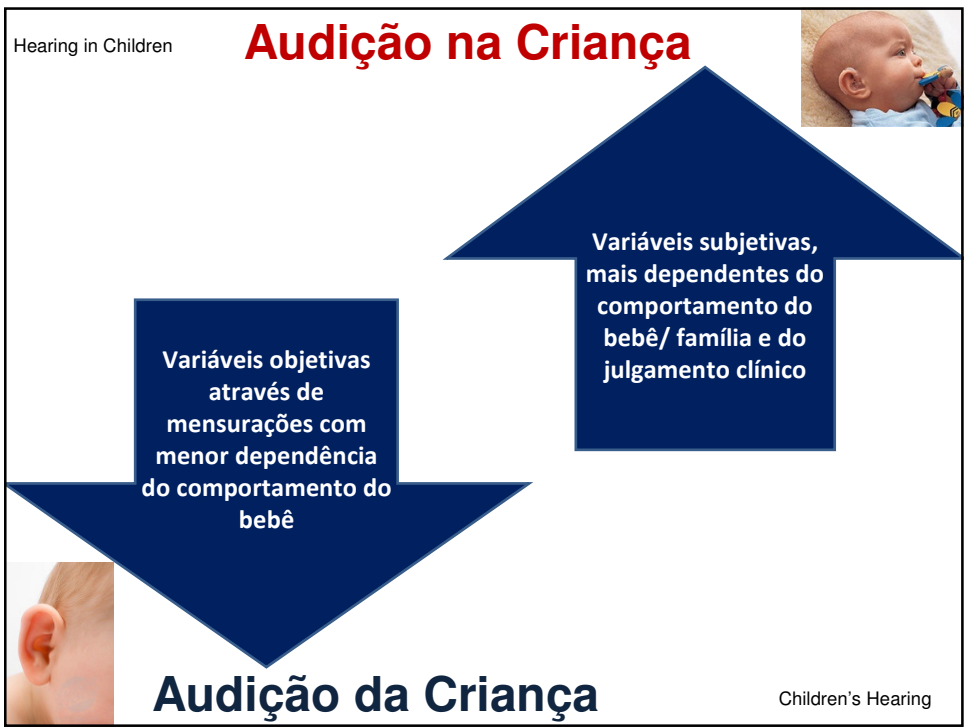 Hearing in Children
Audição na Criança
Variáveis subjetivas,
mais dependentes do
comportamento do
bebê/ família e do
julgamento clínico
Variáveis objetivas
através de
mensurações com
menor dependência
do comportamento do
bebê
Audição da Criança
Children's Hearing